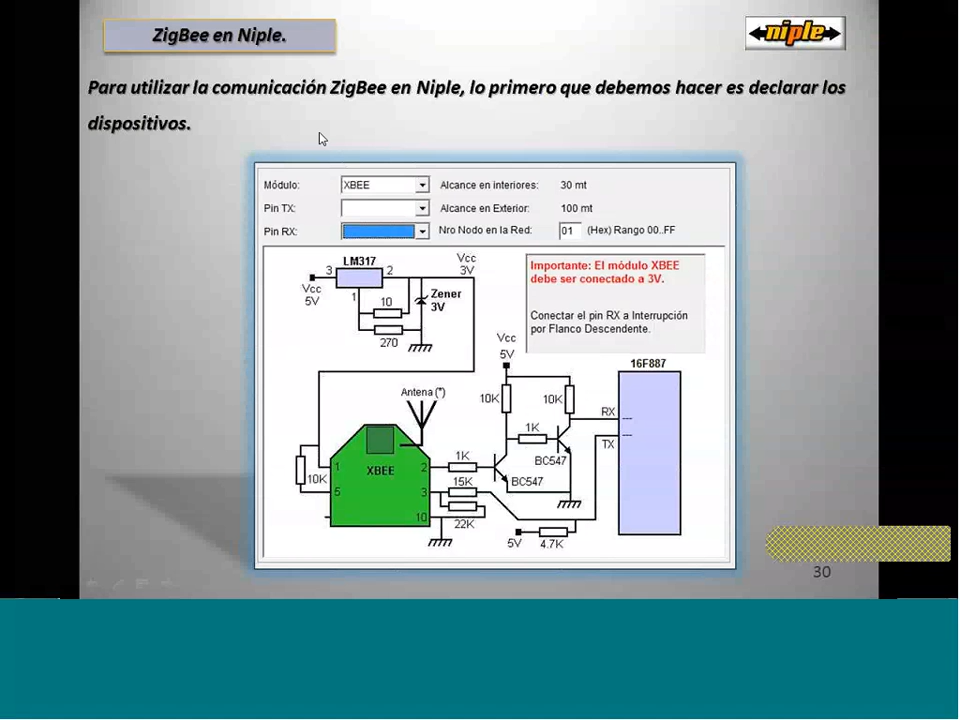 ZigBee en Niple.
niple
Para utilizar la comunicación ZigBee en Niple, lo primero que debemos hacer es declarar los
dispositivos.
Módulo: XBEE Alcance en interiores: 30 mt
Pin TX: Alcance en Exterior: 100 mt
Pin RX: Nro Nodo en la Red: 01 (Hex) Rango 00..FF
Importante: El módulo XBEE
debe ser conectado a 3V.
Conectar el pin RX a Interrupción
por Flanco Descendente.
LM317
3
2
1
Vcc
5V
Vcc
3V
Zener
3V
10
270
Vcc
5V
16F887
10K
10K
Antena (*)
1K
RX
TX
BC547
XBEE
1
5
2
3
10
10K
1K
15K
22K
BC547
5V
4.7K
30